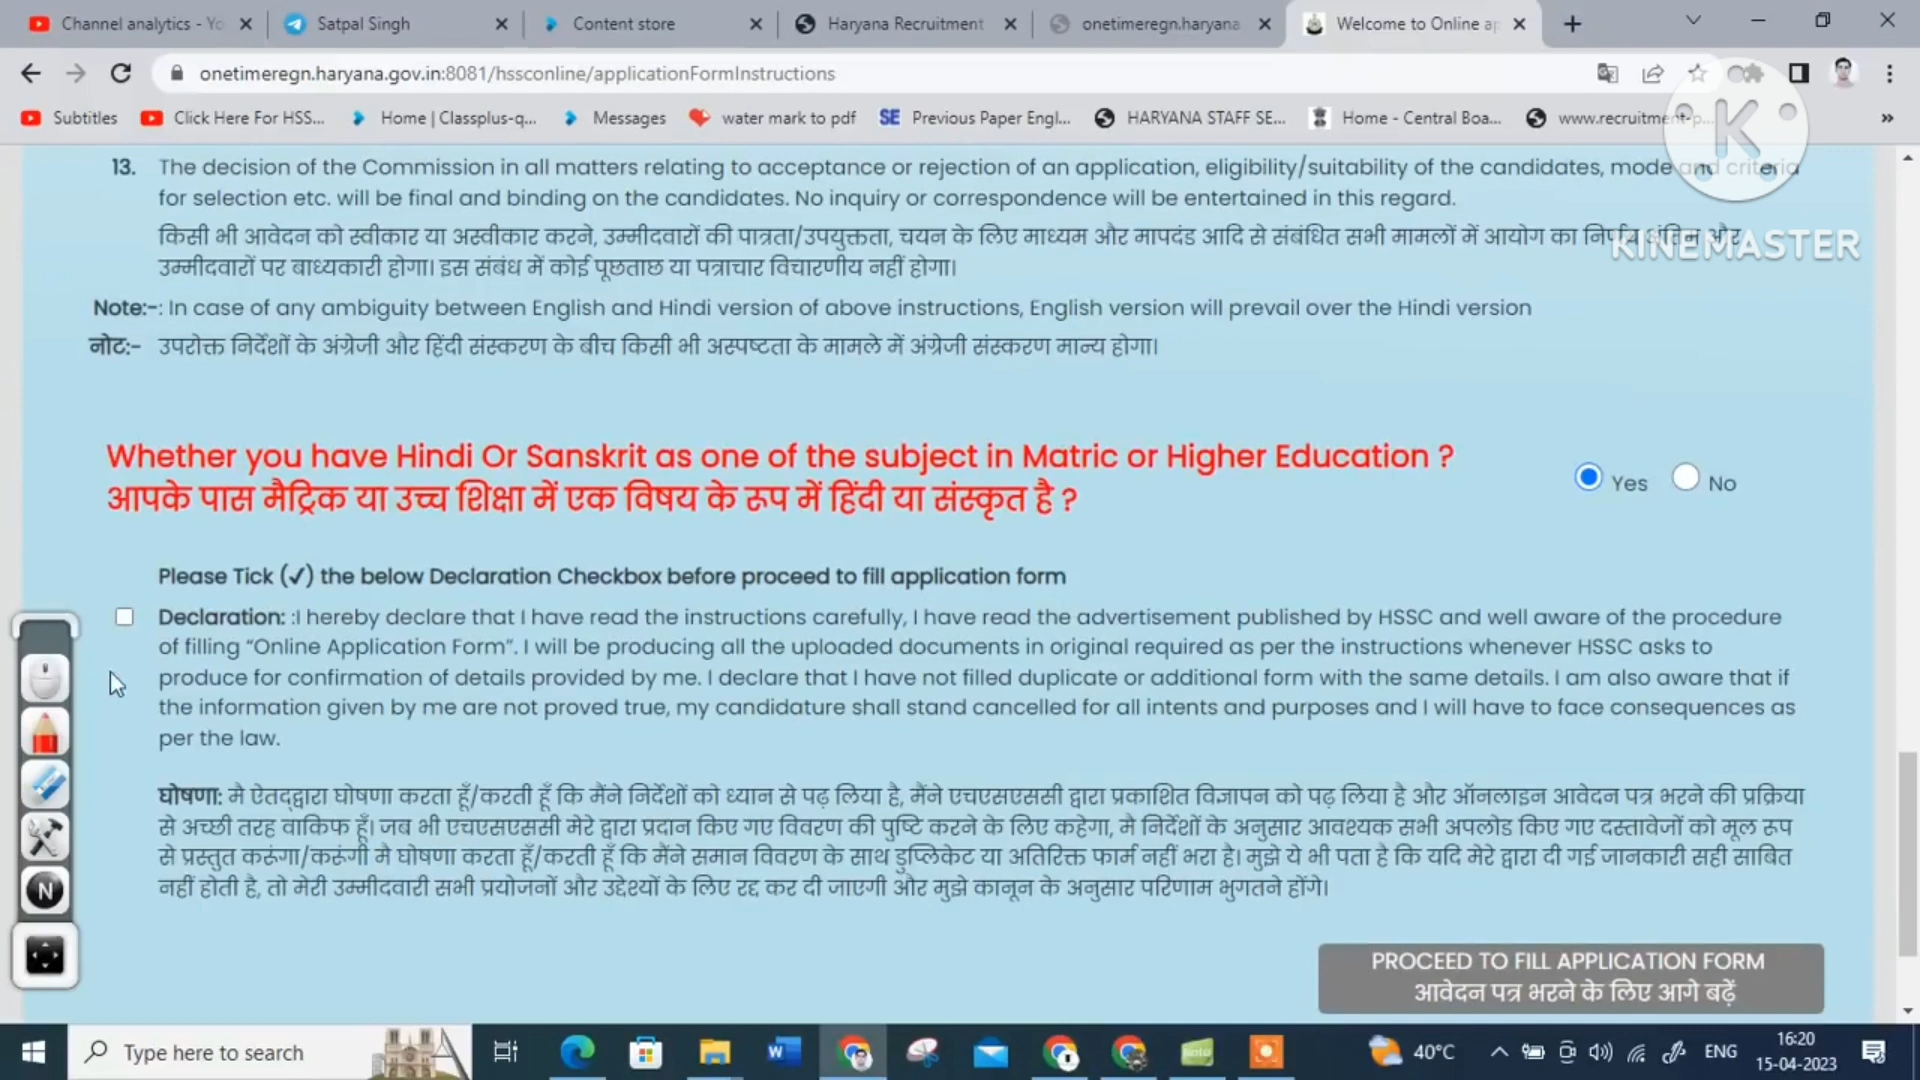 Channel analytics - Yo
Satpal Singh
Content store
Haryana Recruitment
onetimeregn.haryana
Welcome to Online ap
onetimeregn.haryana.gov.in:8081/hssconline/applicationFormInstructions
Subtitles
Click Here For HSS...
Home | Classplus-q...
Messages
water mark to pdf
SE
Previous Paper Engl...
HARYANA STAFF SE...
Home - Central Boa...
www.recruitment-p...
K
KINEMASTER
13. The decision of the Commission in all matters relating to acceptance or rejection of an application, eligibility/suitability of the candidates, mode and criteria
for selection etc. will be final and binding on the candidates. No inquiry or correspondence will be entertained in this regard.
किसी भी आवेदन को स्वीकार या अस्वीकार करने, उम्मीदवारों की पात्रता/उपयुक्तता, चयन के लिए माध्यम और मापदंड आदि से संबंधित सभी मामलों में आयोग का निर्णय अंतिम और
उम्मीदवारों पर बाध्यकारी होगा। इस संबंध में कोई पूछताछ या पत्राचार विचारणीय नहीं होगा।
Note:-: In case of any ambiguity between English and Hindi version of above instructions, English version will prevail over the Hindi version
नोट:- उपरोक्त निर्देशों के अंग्रेजी और हिंदी संस्करण के बीच किसी भी अस्पष्टता के मामले में अंग्रेजी संस्करण मान्य होगा।
Whether you have Hindi Or Sanskrit as one of the subject in Matric or Higher Education ?
आपके पास मैट्रिक या उच्च शिक्षा में एक विषय के रूप में हिंदी या संस्कृत है ?
Yes No
Please Tick (✓) the below Declaration Checkbox before proceed to fill application form
Declaration: :I hereby declare that I have read the instructions carefully, I have read the advertisement published by HSSC and well aware of the procedure
of filling “Online Application Form”. I will be producing all the uploaded documents in original required as per the instructions whenever HSSC asks to
produce for confirmation of details provided by me. I declare that I have not filled duplicate or additional form with the same details. I am also aware that if
the information given by me are not proved true, my candidature shall stand cancelled for all intents and purposes and I will have to face consequences as
per the law.
घोषणा: मै ऐतद्द्वारा घोषणा करता हूँ/करती हूँ कि मैंने निर्देशों को ध्यान से पढ़ लिया है, मैंने एचएसएससी द्वारा प्रकाशित विज्ञापन को पढ़ लिया है और ऑनलाइन आवेदन पत्र भरने की प्रक्रिया
से अच्छी तरह वाकिफ हूँ। जब भी एचएसएससी मेरे द्वारा प्रदान किए गए विवरण की पुष्टि करने के लिए कहेगा, मै निर्देशों के अनुसार आवश्यक सभी अपलोड किए गए दस्तावेजों को मूल रूप
से प्रस्तुत करूंगा/करूंगी मै घोषणा करता हूँ/करती हूँ कि मैंने समान विवरण के साथ डुप्लिकेट या अतिरिक्त फार्म नहीं भरा है। मुझे ये भी पता है कि यदि मेरे द्वारा दी गई जानकारी सही साबित
नहीं होती है, तो मेरी उम्मीदवारी सभी प्रयोजनों और उद्देश्यों के लिए रद्द कर दी जाएगी और मुझे कानून के अनुसार परिणाम भुगतने होंगे।
N
PROCEED TO FILL APPLICATION FORM
आवेदन पत्र भरने के लिए आगे बढ़ें
Type here to search
40°C
ENG
16:20
15-04-2023